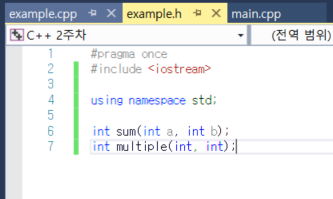 example.cpp example.h main.cpp
C++ 2주차 (전역 범위)
1 #pragma once
2 #include <iostream>
3
4 using namespace std;
5
6 int sum(int a, int b);
7 int multiple(int, int);